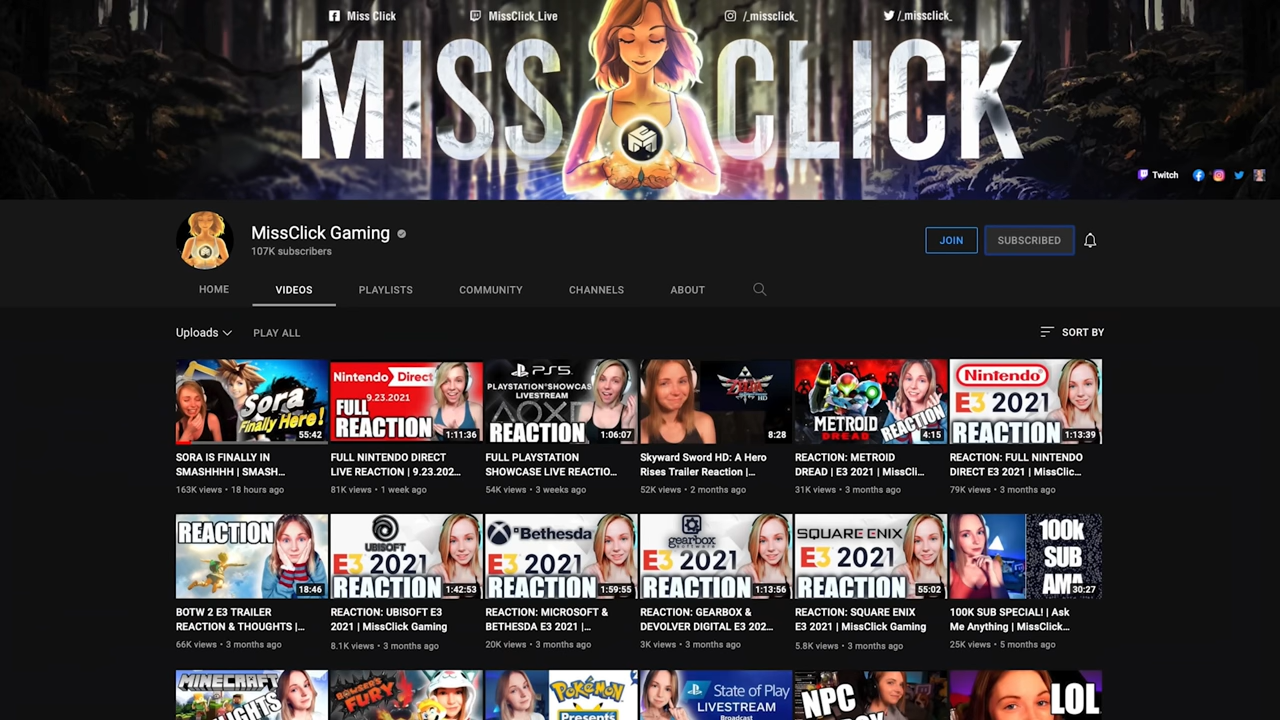 Miss Click
MissClick_Live
/_missclick_
/_missclick_
MISS CLICK
Twitch
MissClick Gaming
107K subscribers
JOIN
SUBSCRIBED
HOME
VIDEOS
PLAYLISTS
COMMUNITY
CHANNELS
ABOUT
Uploads
PLAY ALL
SORT BY
Sora
Finally Here!
55:42
Nintendo Direct
9.23.2021
FULL
REACTION
1:11:36
PS5
PLAYSTATION SHOWCASE
LIVESTREAM
REACTION
1:06:07
ZELDA
HD
8:28
METROID
DREAD
REACTION
4:15
Nintendo
E3 2021
REACTION
1:13:39
SORA IS FINALLY IN
SMASHHHH | SMASH...
163K views • 18 hours ago
FULL NINTENDO DIRECT
LIVE REACTION | 9.23.202...
81K views • 1 week ago
FULL PLAYSTATION
SHOWCASE LIVE REACTIO...
54K views • 3 weeks ago
Skyward Sword HD: A Hero
Rises Trailer Reaction |...
52K views • 2 months ago
REACTION: METROID
DREAD | E3 2021 | MissCli...
31K views • 3 months ago
REACTION: FULL NINTENDO
DIRECT E3 2021 | MissClic...
79K views • 3 months ago
REACTION
18:46
UBISOFT
E3 2021
REACTION
1:42:53
Bethesda
E3 2021
REACTION
1:59:55
gearbox
software
E3 2021
REACTION
1:13:56
SQUARE ENIX
E3 2021
REACTION
55:02
100k
SUB
AMA
30:27
BOTW 2 E3 TRAILER
REACTION & THOUGHTS |...
66K views • 3 months ago
REACTION: UBISOFT E3
2021 | MissClick Gaming
8.1K views • 3 months ago
REACTION: MICROSOFT &
BETHESDA E3 2021 |...
20K views • 3 months ago
REACTION: GEARBOX &
DEVOLVER DIGITAL E3 202...
3K views • 3 months ago
REACTION: SQUARE ENIX
E3 2021 | MissClick Gaming
5.8K views • 3 months ago
100K SUB SPECIAL! | Ask
Me Anything | MissClick...
25K views • 5 months ago
MINECRAFT
BOWSER'S
FURY
POKéMON
Presents
State of Play
LIVESTREAM
Broadcast
NPC
LOL